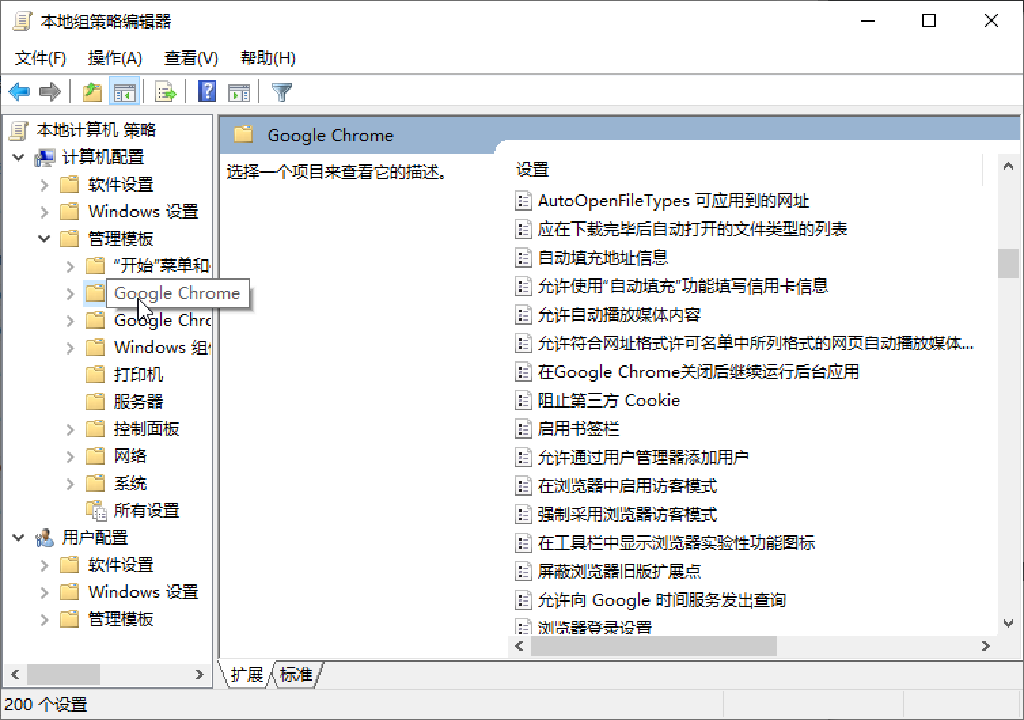 本地组策略编辑器
文件(F) 操作(A) 查看(V) 帮助(H)
本地计算机 策略
计算机配置
软件设置
Windows 设置
管理模板
"开始"菜单和
Google Chrome
Google Chrc
Windows 组
打印机
服务器
控制面板
网络
系统
所有设置
用户配置
软件设置
Windows 设置
管理模板
Google Chrome
选择一个项目来查看它的描述。
设置
AutoOpenFileTypes 可应用到的网址
应在下载完毕后自动打开的文件类型的列表
自动填充地址信息
允许使用"自动填充"功能填写信用卡信息
允许自动播放媒体内容
允许符合网址格式许可名单中所列格式的网页自动播放媒体...
在Google Chrome关闭后继续运行后台应用
阻止第三方 Cookie
启用书签栏
允许通过用户管理器添加用户
在浏览器中启用访客模式
强制采用浏览器访客模式
在工具栏中显示浏览器实验性功能图标
屏蔽浏览器旧版扩展点
允许向 Google 时间服务发出查询
浏览器登录设置
扩展 标准
200 个设置